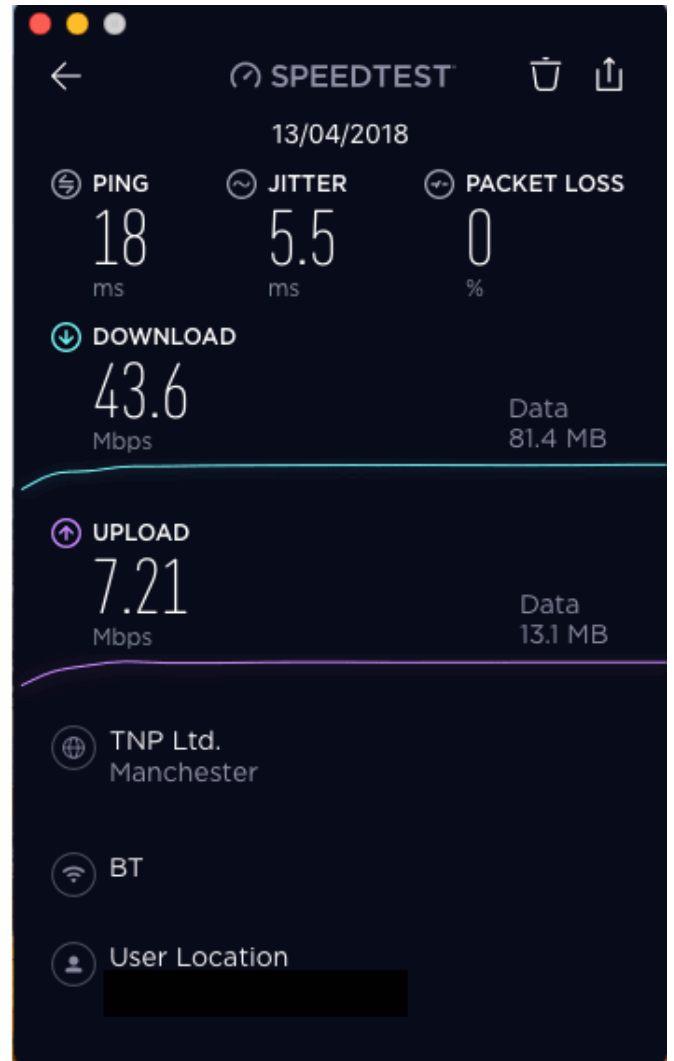 SPEEDTEST
13/04/2018
PING JITTER PACKET LOSS
18 5.5 0
ms ms %
DOWNLOAD
43.6
Mbps
Data
81.4 MB
UPLOAD
7.21
Mbps
Data
13.1 MB
TNP Ltd.
Manchester
BT
User Location